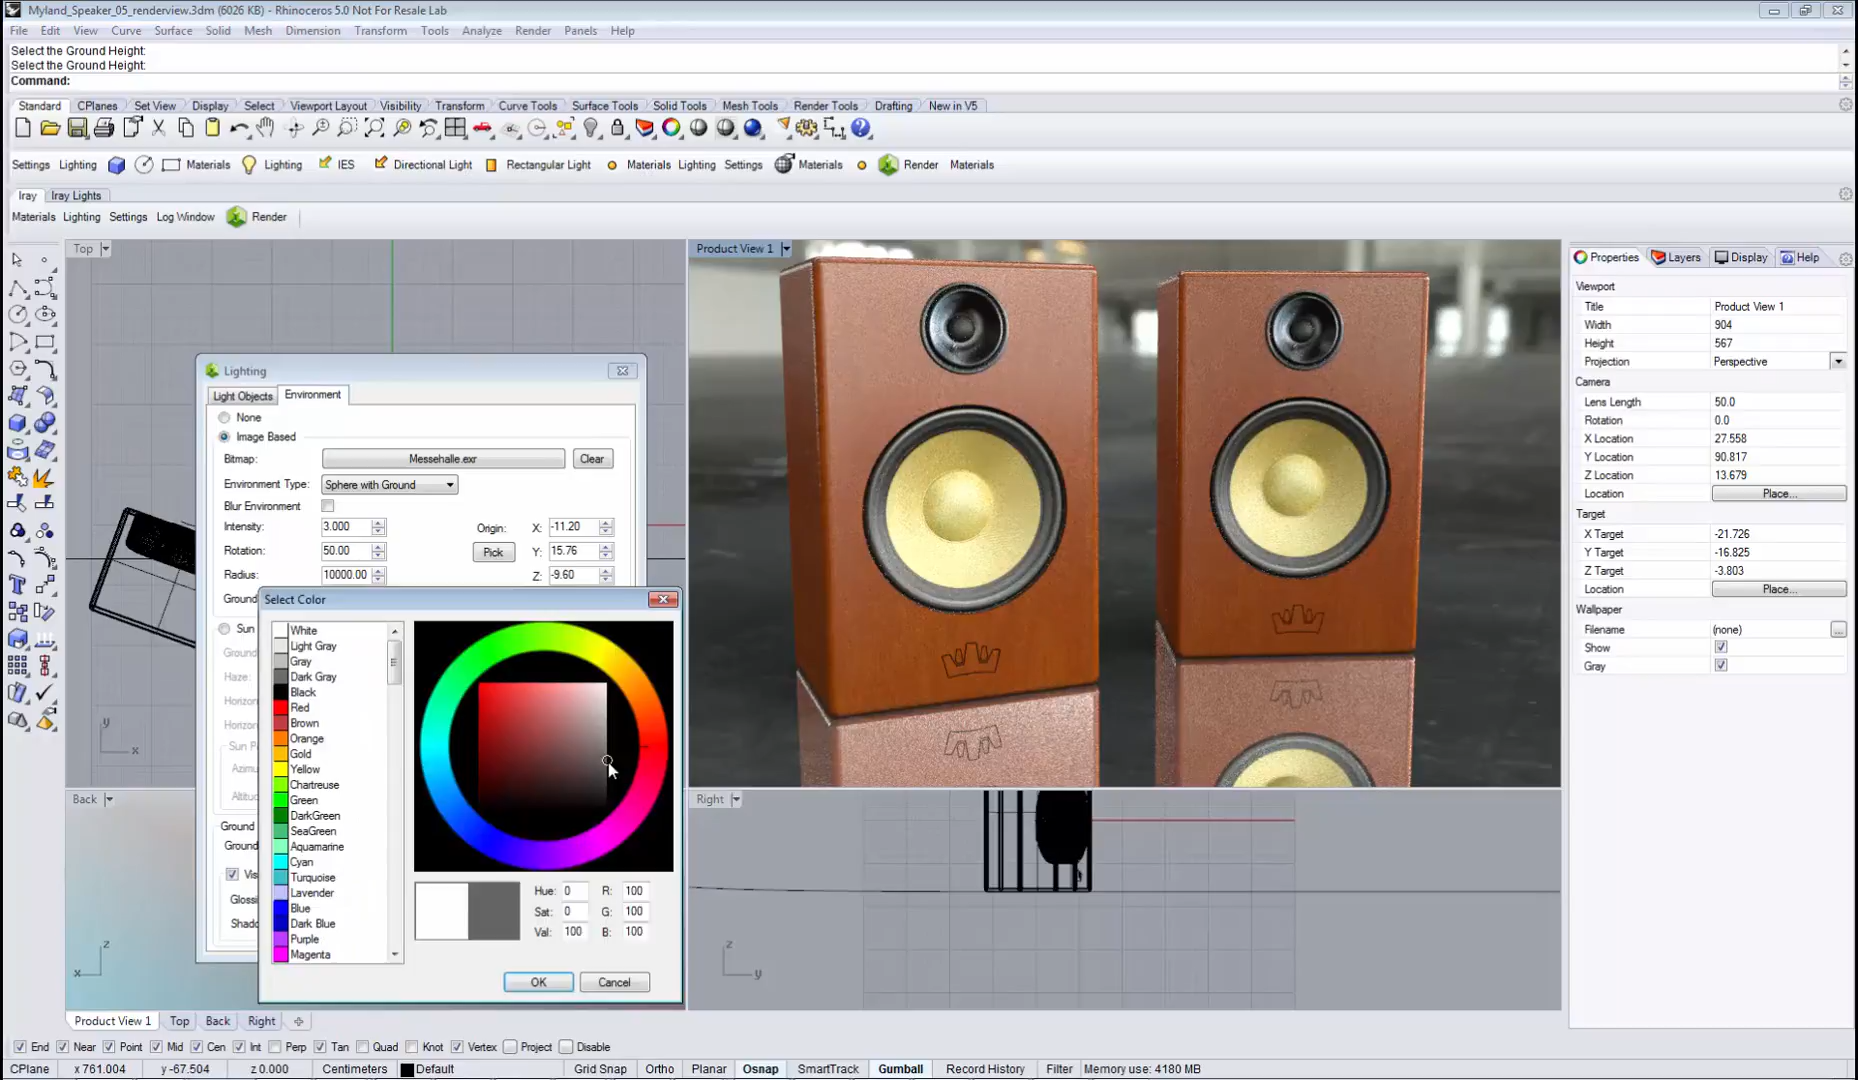 Myland_Speaker_05_renderview.3dm (6026 KB) - Rhinoceros 5.0 Not For Resale Lab
File Edit View Curve Surface Solid Mesh Dimension Transform Tools Analyze Render Panels Help
Select the Ground Height:
Select the Ground Height:
Command:
Standard CPlanes Set View Display Select Viewport Layout Visibility Transform Curve Tools Surface Tools Solid Tools Mesh Tools Render Tools Drafting New in V5
Settings Lighting Materials Lighting IES Directional Light Rectangular Light Materials Lighting Settings Materials Render Materials
Iray Iray Lights
Materials Lighting Settings Log Window Render
Top
Product View 1
Properties Layers Display Help
Viewport
Title Product View 1
Width 904
Height 567
Projection Perspective
Camera
Lens Length 50.0
Rotation 0.0
X Location 27.558
Y Location 90.817
Z Location 13.679
Location Place...
Target
X Target -21.726
Y Target -16.825
Z Target -3.803
Location Place...
Wallpaper
Filename (none) ...
Show
Gray
Lighting
Light Objects Environment
None
Image Based
Bitmap: Messehalle.exr Clear
Environment Type: Sphere with Ground
Blur Environment
Intensity: 3.000 Origin: X: -11.20
Rotation: 50.00 Pick Y: 15.76
Radius: 10000.00 Z: -9.60
Select Color
Sun
White
Light Gray
Gray
Dark Gray
Black
Red
Brown
Orange
Gold
Yellow
Chartreuse
Green
DarkGreen
SeaGreen
Aquamarine
Cyan
Turquoise
Lavender
Blue
Dark Blue
Purple
Magenta
Haze:
Ground
Hue: 0 R: 100
Sat: 0 G: 100
Val: 100 B: 100
OK Cancel
y
x
Back
z
x
Right
z
y
Product View 1 Top Back Right
End Near Point Mid Cen Int Perp Tan Quad Knot Vertex Project Disable
CPlane x 761.004 y -67.504 z 0.000 Centimeters Default Grid Snap Ortho Planar Osnap SmartTrack Gumball Record History Filter Memory use: 4180 MB